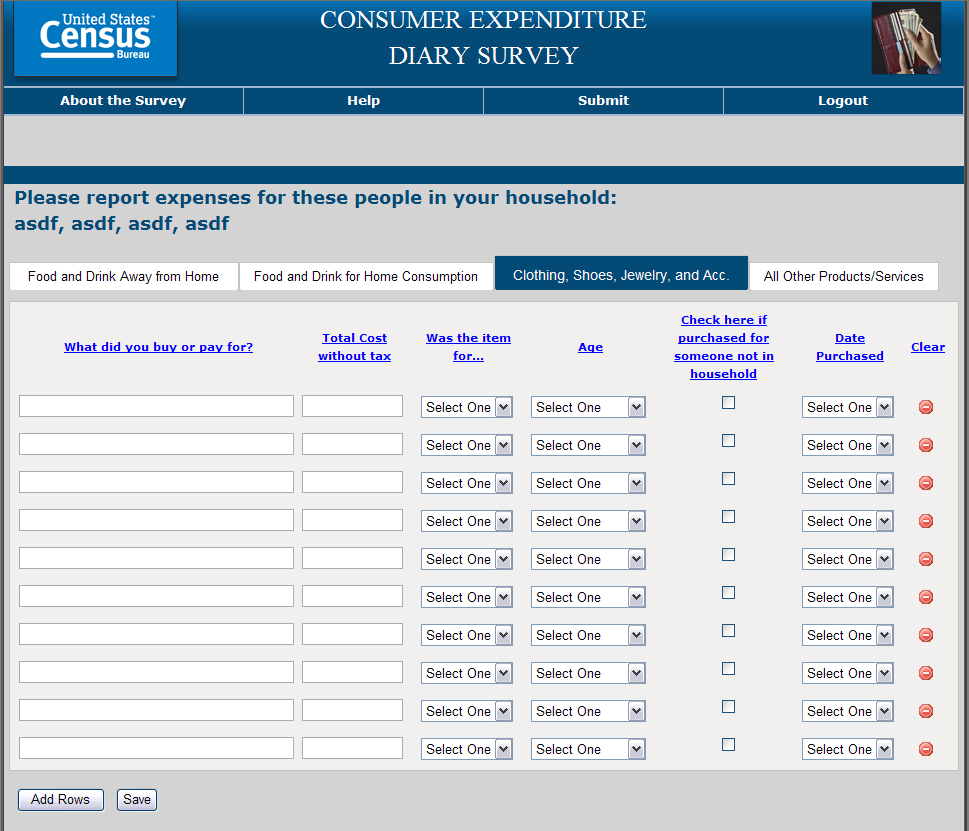 United States™
Census
Bureau
CONSUMER EXPENDITURE
DIARY SURVEY
About the Survey Help Submit Logout
Please report expenses for these people in your household:
asdf, asdf, asdf, asdf
Food and Drink Away from Home Food and Drink for Home Consumption Clothing, Shoes, Jewelry, and Acc. All Other Products/Services
What did you buy or pay for?
Total Cost
without tax
Was the item
for...
Age
Check here if
purchased for
someone not in
household
Date
Purchased
Clear
Select One Select One Select One
Select One Select One Select One
Select One Select One Select One
Select One Select One Select One
Select One Select One Select One
Select One Select One Select One
Select One Select One Select One
Select One Select One Select One
Select One Select One Select One
Select One Select One Select One
Add Rows Save